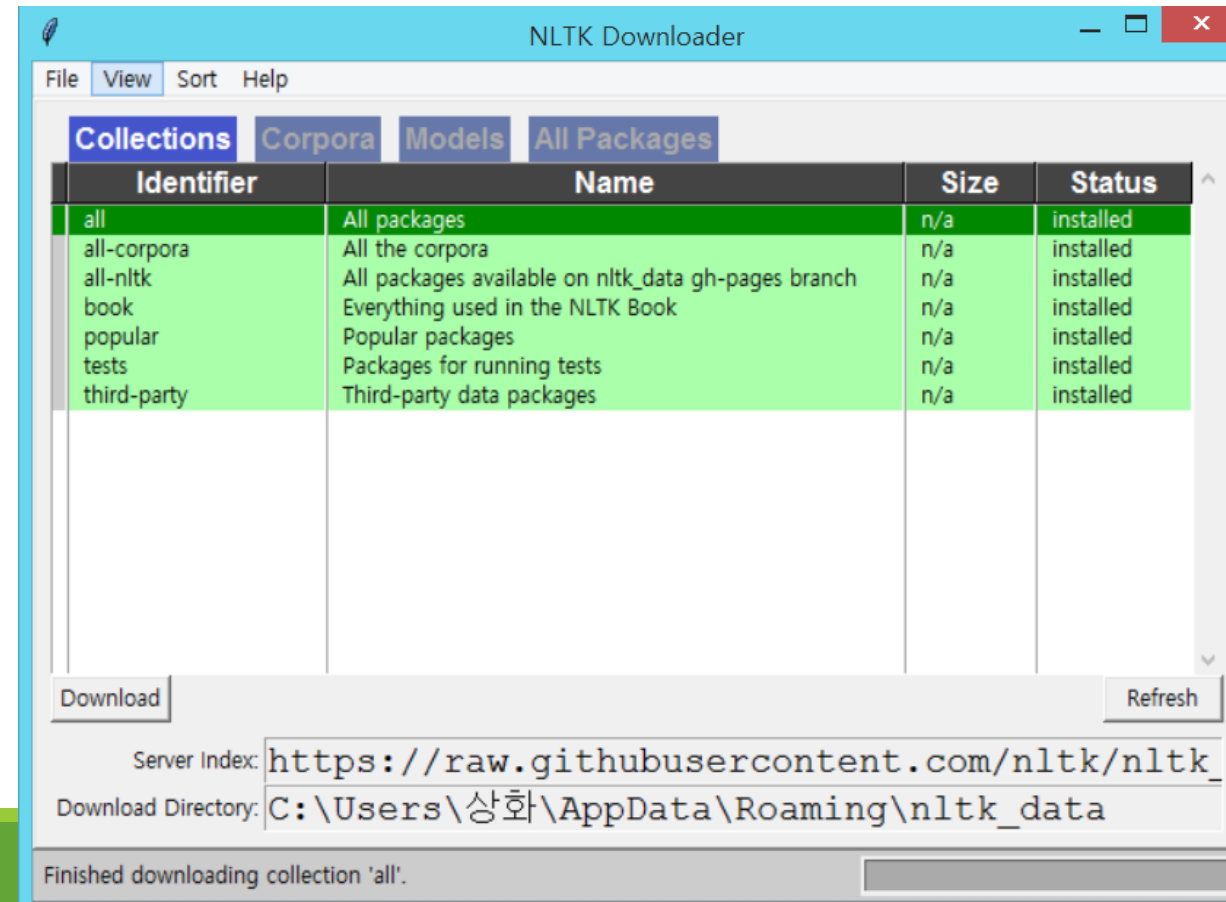 NLTK Downloader
File View Sort Help
Collections Corpora Models All Packages
Identifier Name Size Status
all All packages n/a installed
all-corpora All the corpora n/a installed
all-nltk All packages available on nltk_data gh-pages branch n/a installed
book Everything used in the NLTK Book n/a installed
popular Popular packages n/a installed
tests Packages for running tests n/a installed
third-party Third-party data packages n/a installed
Download Refresh
Server Index: https://raw.githubusercontent.com/nltk/nltk_
Download Directory: C:\Users\상화\AppData\Roaming\nltk_data
Finished downloading collection 'all'.